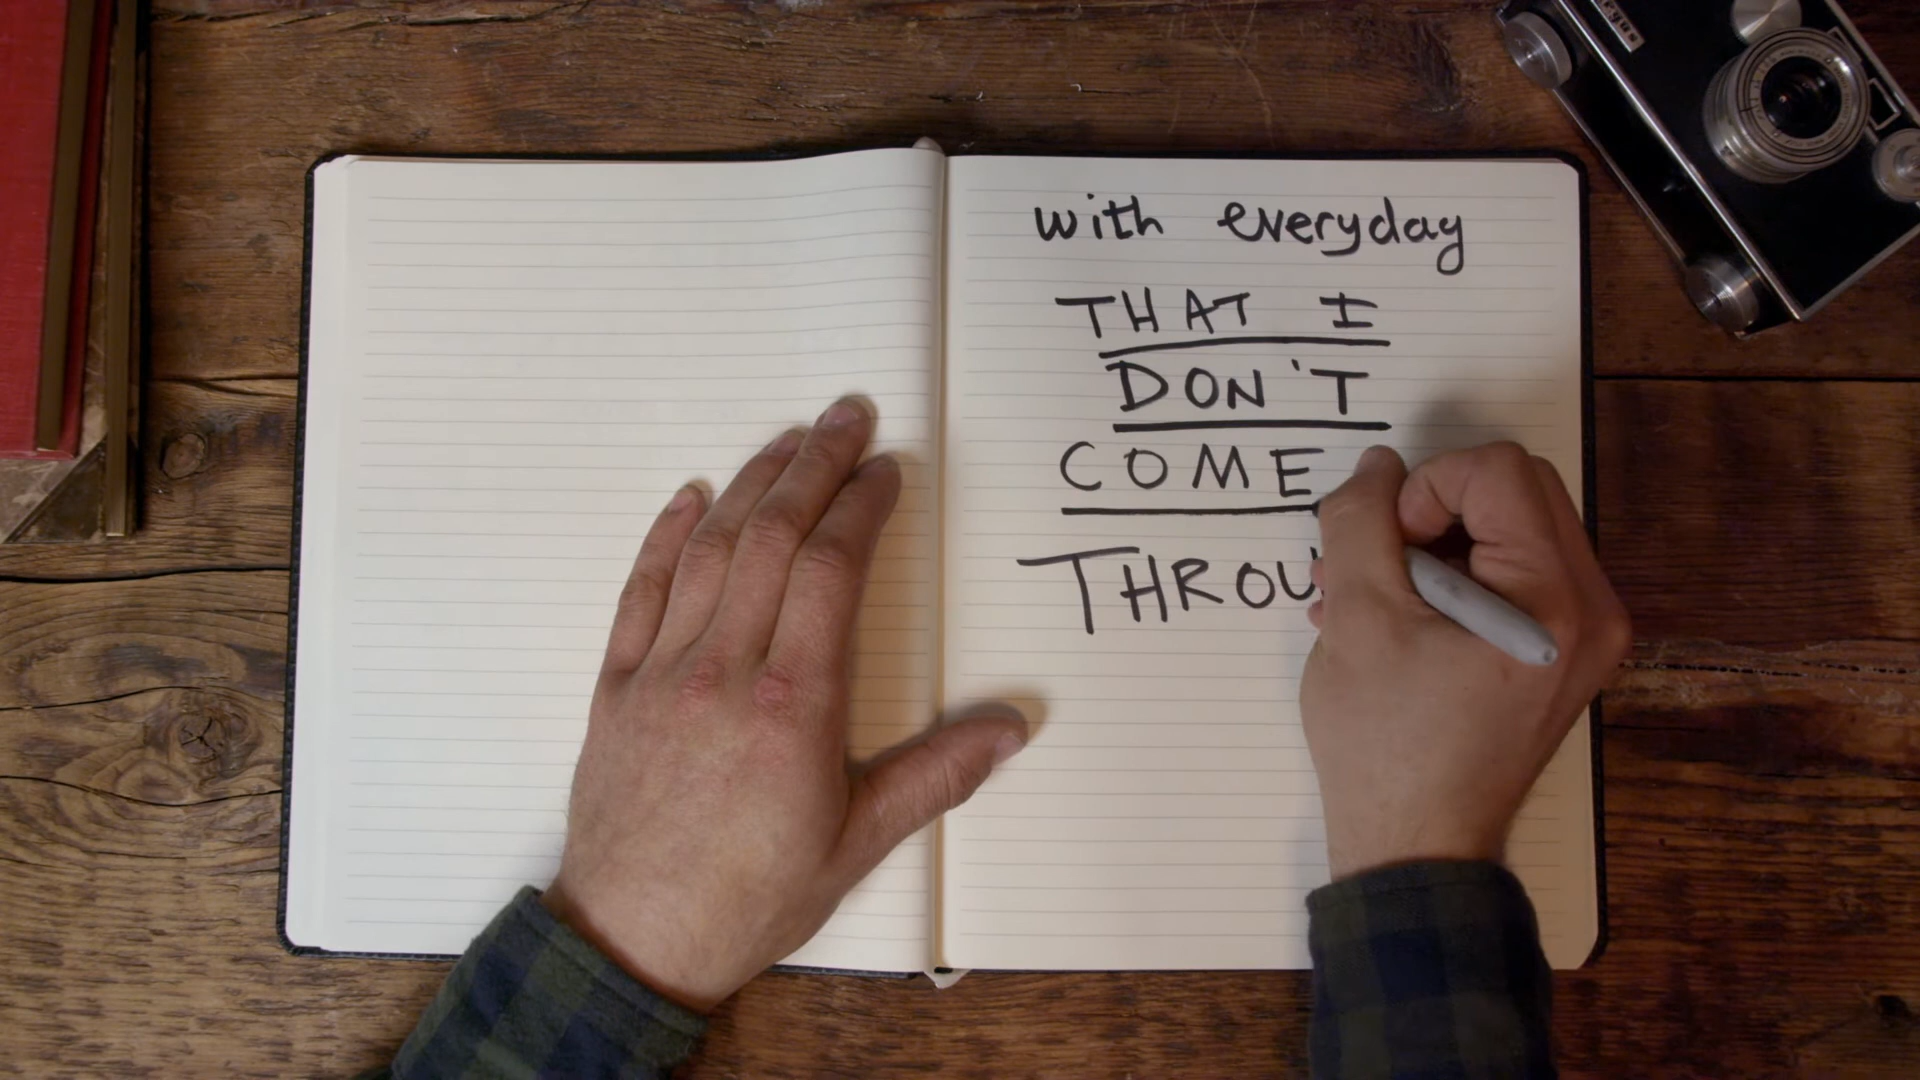 with everyday
THAT I
DON'T
COME
THROU